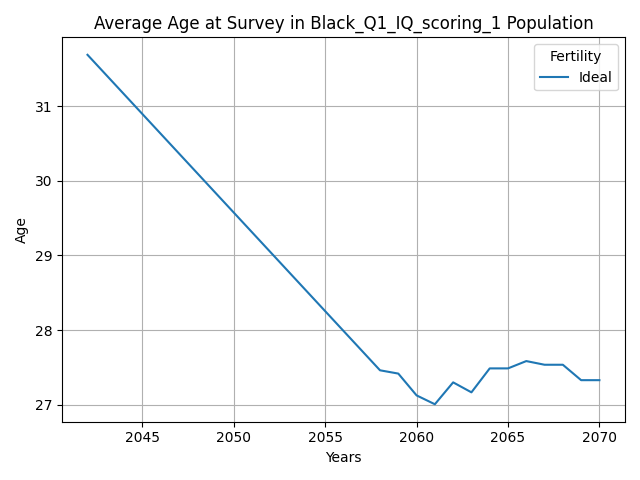 Average Age at Survey in Black_Q1_IQ_scoring_1 Population
Fertility
Ideal
31
30
29
28
27
Age
2045 2050 2055 2060 2065 2070
Years